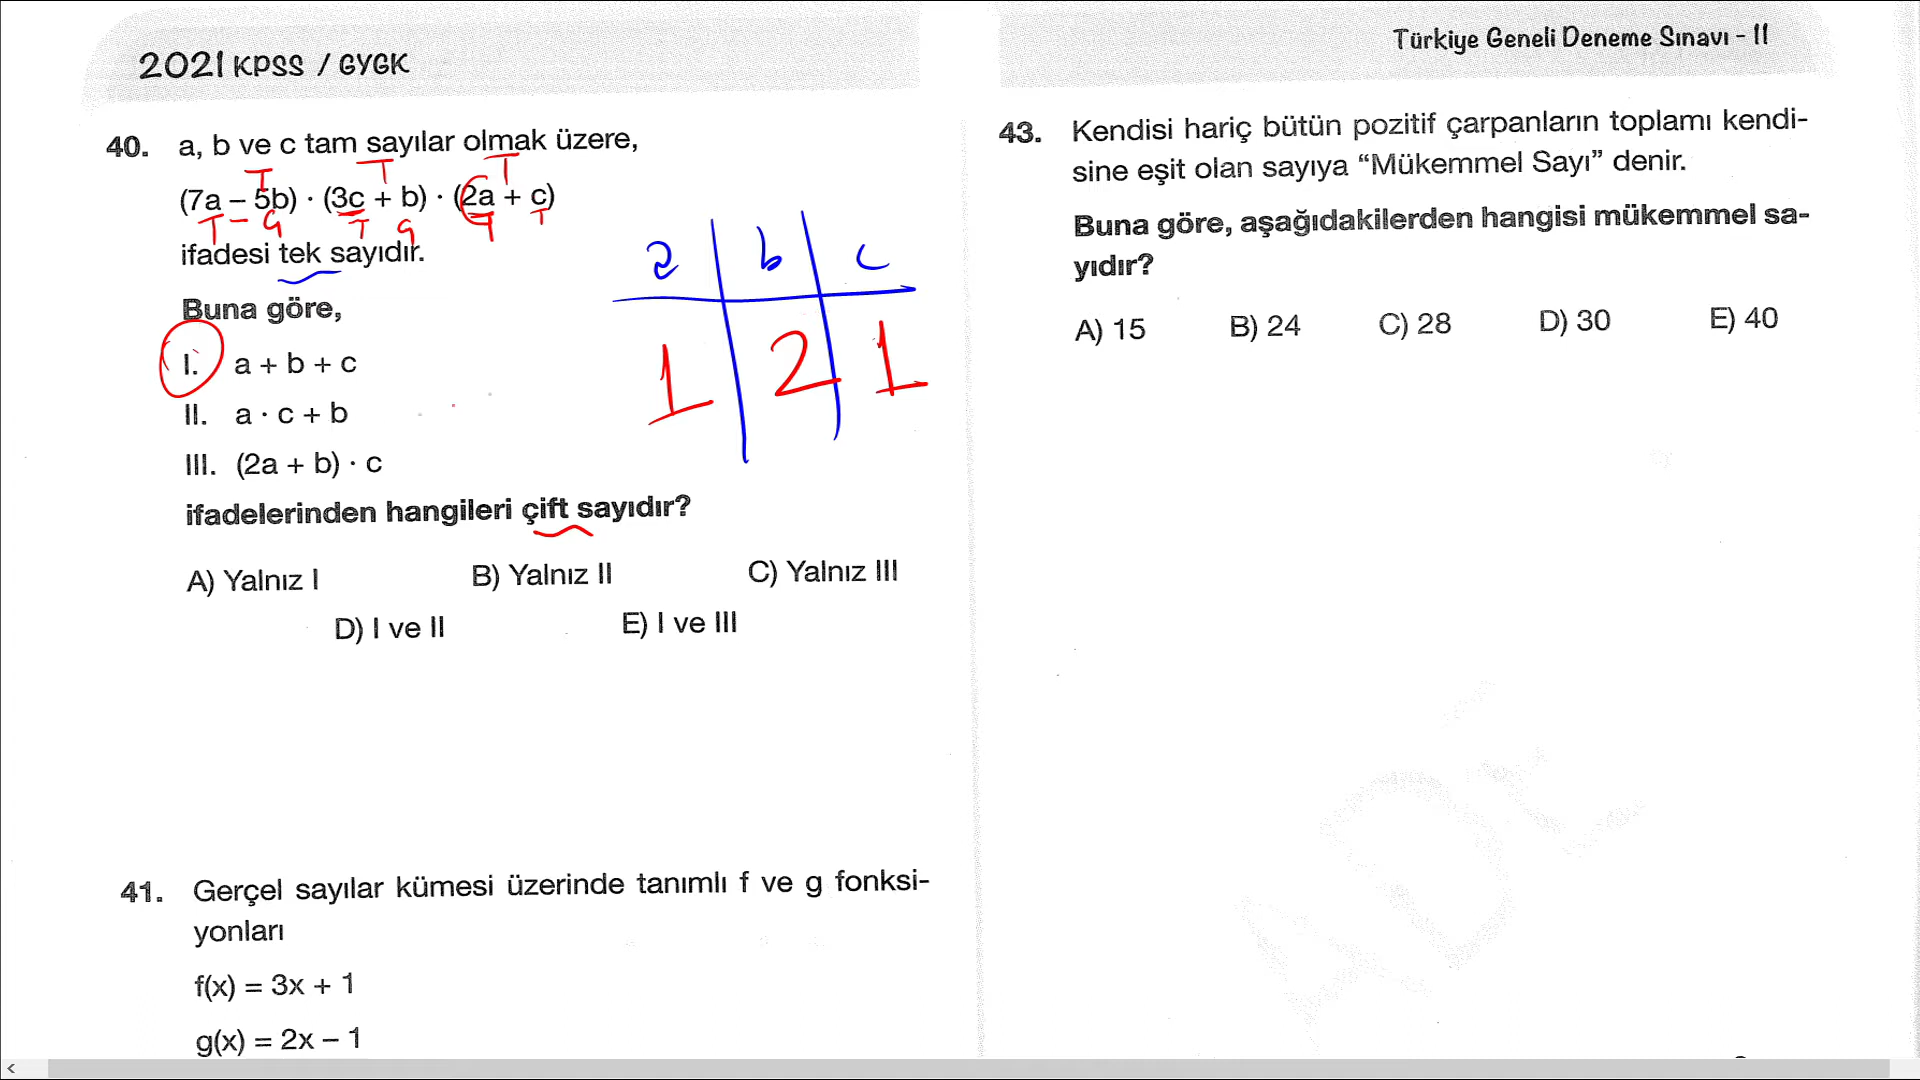 2021 KPSS / GYGK
Türkiye Geneli Deneme Sınavı - II
40. a, b ve c tam sayılar olmak üzere,
T T T
(7a – 5b) · (3c + b) · (2a + c)
T – Ç T Ç Ç T
ifadesi tek sayıdır.
Buna göre,
I. a + b + c
II. a · c + b
III. (2a + b) · c
ifadelerinden hangileri çift sayıdır?
A) Yalnız I B) Yalnız II C) Yalnız III
D) I ve II E) I ve III
a b c
1 2 1
41. Gerçel sayılar kümesi üzerinde tanımlı f ve g fonksi-
yonları
f(x) = 3x + 1
g(x) = 2x – 1
43. Kendisi hariç bütün pozitif çarpanların toplamı kendi-
sine eşit olan sayıya “Mükemmel Sayı” denir.
Buna göre, aşağıdakilerden hangisi mükemmel sa-
yıdır?
A) 15 B) 24 C) 28 D) 30 E) 40